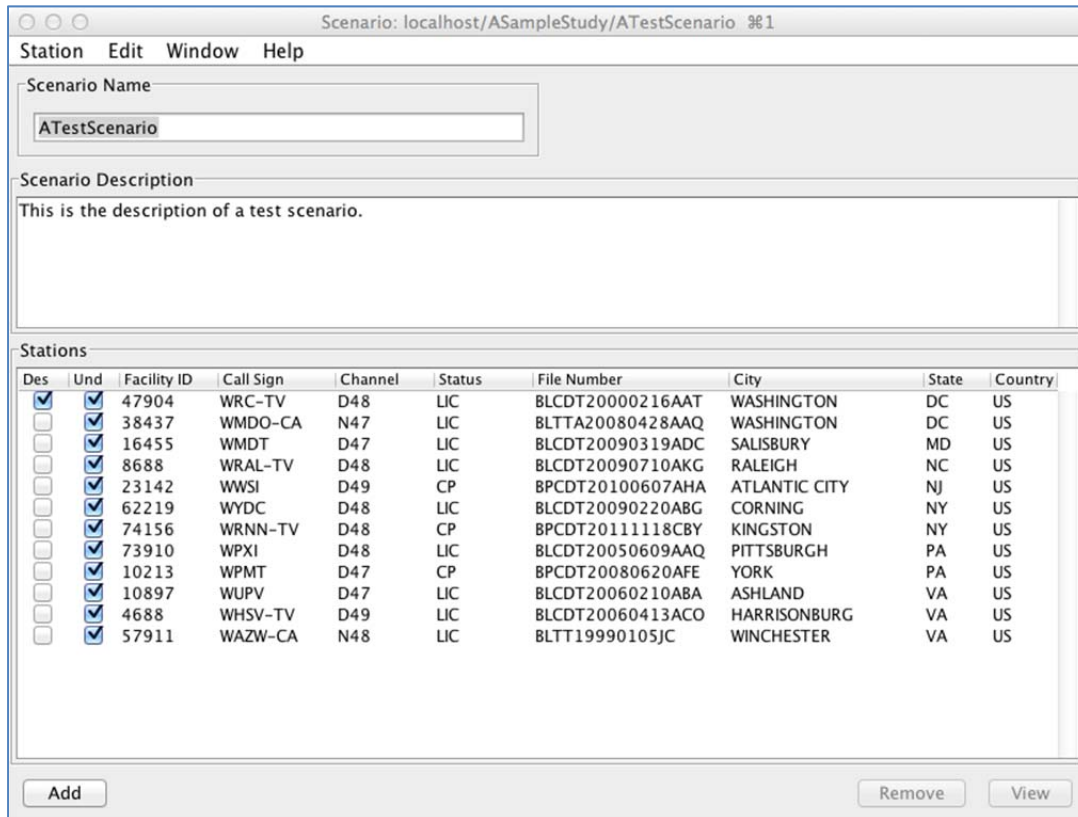 Scenario: localhost/ASampleStudy/ATestScenario ⌘1
Station Edit Window Help
Scenario Name
ATestScenario
Scenario Description
This is the description of a test scenario.
Stations
Des Und Facility ID Call Sign Channel Status File Number City State Country
47904 WRC-TV D48 LIC BLCDT20000216AAT WASHINGTON DC US
38437 WMDO-CA N47 LIC BLTTA20080428AAQ WASHINGTON DC US
16455 WMDT D47 LIC BLCDT20090319ADC SALISBURY MD US
8688 WRAL-TV D48 LIC BLCDT20090710AKG RALEIGH NC US
23142 WWSI D49 CP BPCDT20100607AHA ATLANTIC CITY NJ US
62219 WYDC D48 LIC BLCDT20090220ABG CORNING NY US
74156 WRNN-TV D48 CP BPCDT20111118CBY KINGSTON NY US
73910 WPXI D48 LIC BLCDT20050609AAQ PITTSBURGH PA US
10213 WPMT D47 CP BPCDT20080620AFE YORK PA US
10897 WUPV D47 LIC BLCDT20060210ABA ASHLAND VA US
4688 WHSV-TV D49 LIC BLCDT20060413ACO HARRISONBURG VA US
57911 WAZW-CA N48 LIC BLTT19990105JC WINCHESTER VA US
Add Remove View